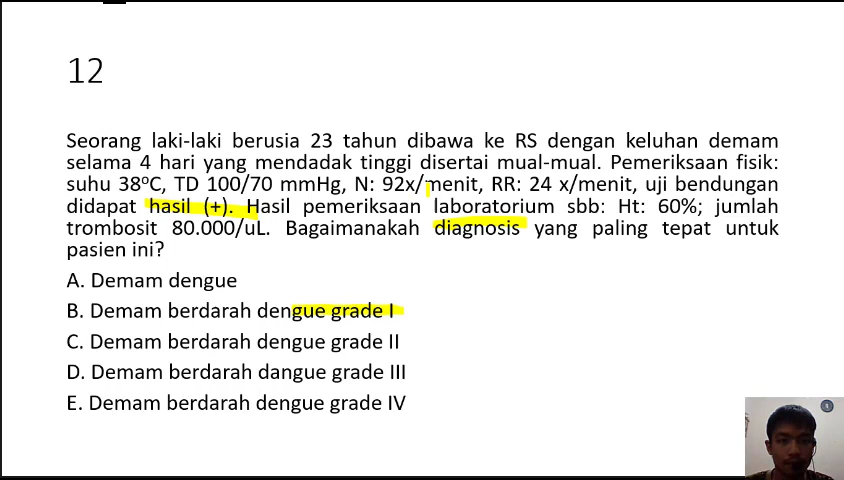 12
Seorang laki-laki berusia 23 tahun dibawa ke RS dengan keluhan demam
selama 4 hari yang mendadak tinggi disertai mual-mual. Pemeriksaan fisik:
suhu 38⁰C, TD 100/70 mmHg, N: 92x/menit, RR: 24 x/menit, uji bendungan
didapat hasil (+). Hasil pemeriksaan laboratorium sbb: Ht: 60%; jumlah
trombosit 80.000/uL. Bagaimanakah diagnosis yang paling tepat untuk
pasien ini?
A. Demam dengue
B. Demam berdarah dengue grade I
C. Demam berdarah dengue grade II
D. Demam berdarah dangue grade III
E. Demam berdarah dengue grade IV